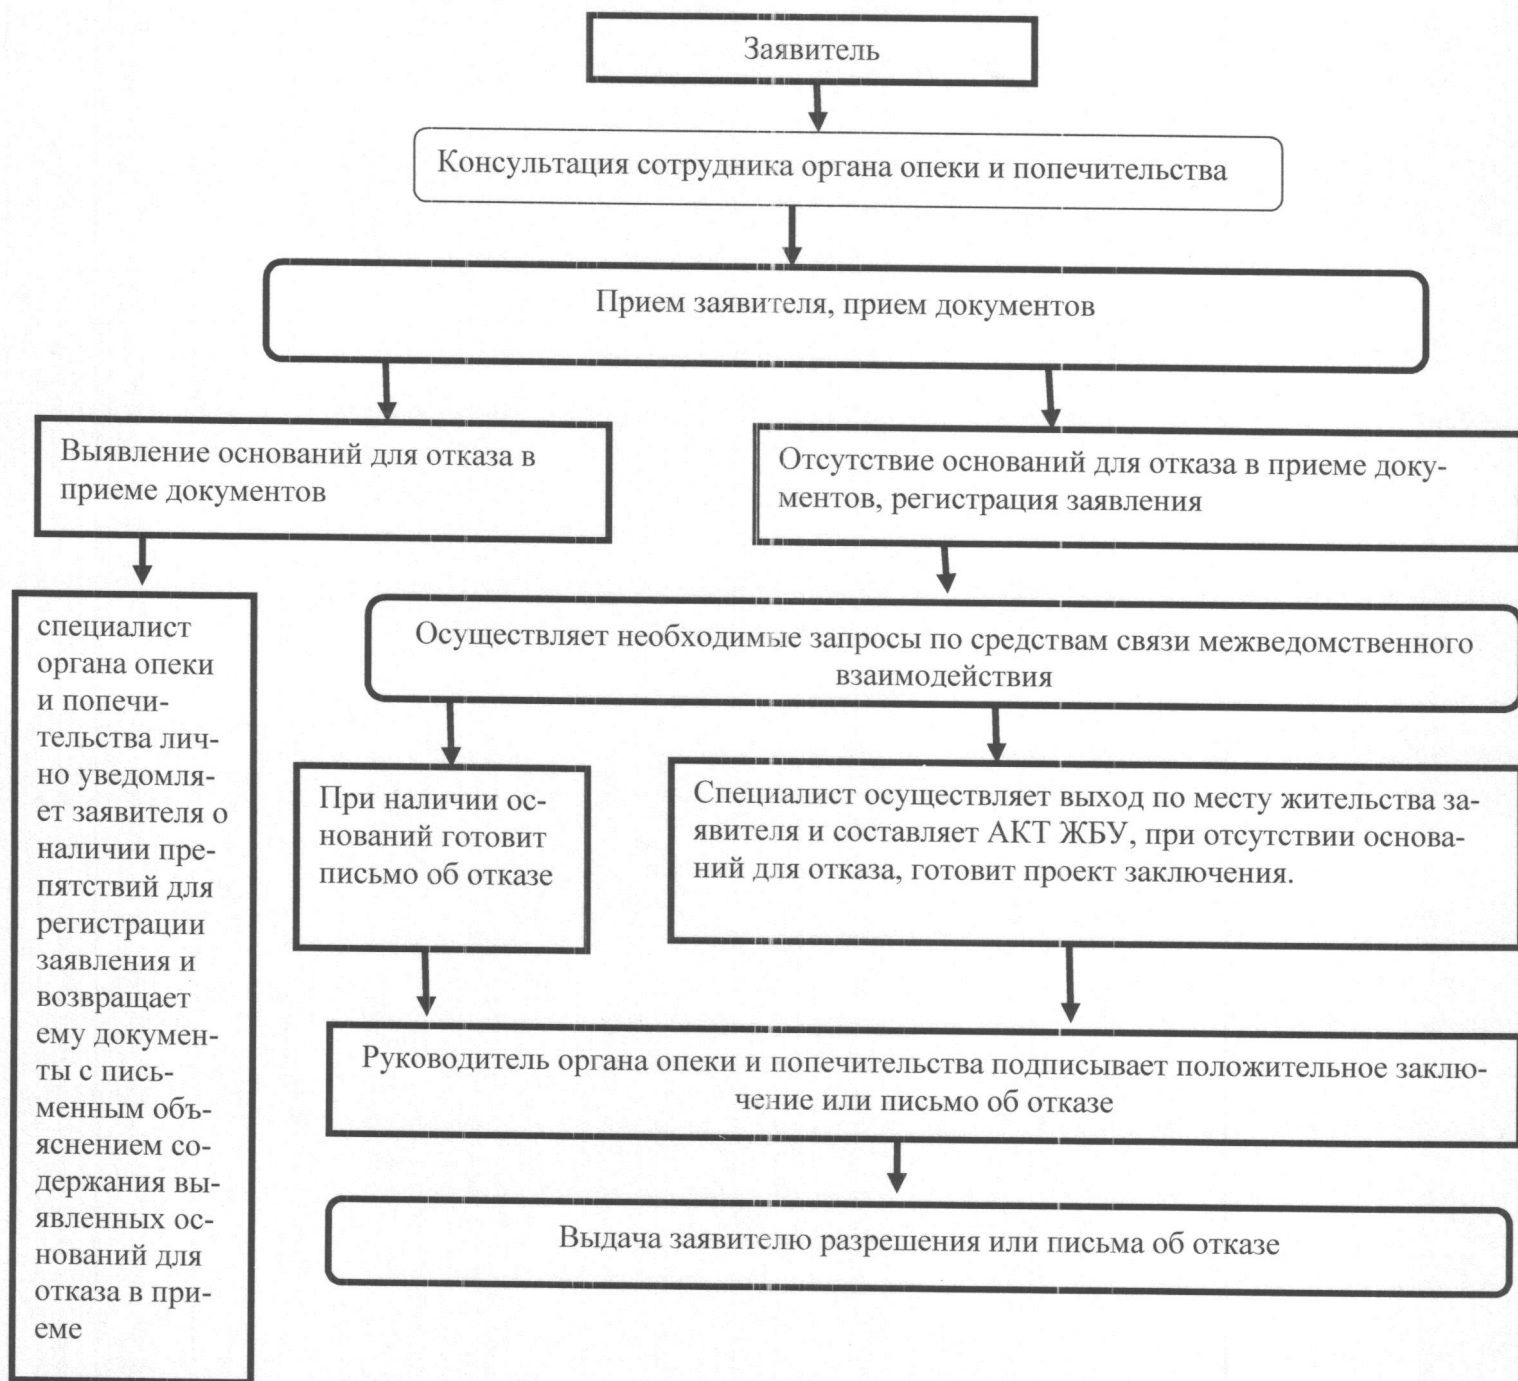 Заявитель
Консультация сотрудника органа опеки и попечительства
Прием заявителя, прием документов
Выявление оснований для отказа в
приеме документов
Отсутствие оснований для отказа в приеме доку-
ментов, регистрация заявления
специалист
органа опеки
и попечи-
тельства лич-
но уведомля-
ет заявителя о
наличии пре-
пятствий для
регистрации
заявления и
возвращает
ему докумен-
ты с пись-
менным объ-
яснением со-
держания вы-
явленных ос-
нований для
отказа в при-
еме
Осуществляет необходимые запросы по средствам связи межведомственного
взаимодействия
При наличии ос-
нований готовит
письмо об отказе
Специалист осуществляет выход по месту жительства за-
явителя и составляет АКТ ЖБУ, при отсутствии основа-
ний для отказа, готовит проект заключения.
Руководитель органа опеки и попечительства подписывает положительное заклю-
чение или письмо об отказе
Выдача заявителю разрешения или письма об отказе